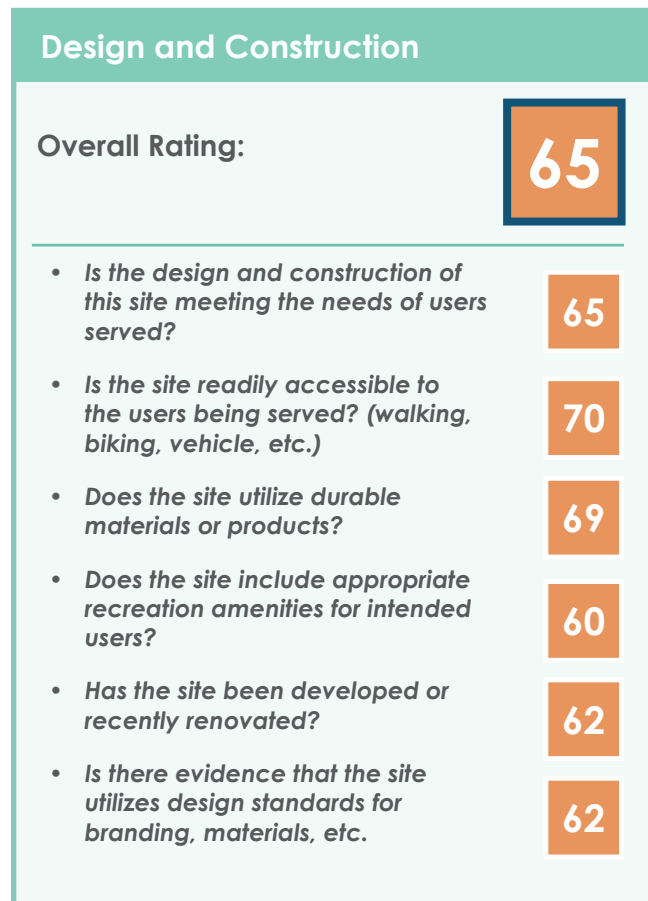 Design and Construction
Overall Rating:
65
• Is the design and construction of
this site meeting the needs of users
served?
65
• Is the site readily accessible to
the users being served? (walking,
biking, vehicle, etc.)
70
• Does the site utilize durable
materials or products?
69
• Does the site include appropriate
recreation amenities for intended
users?
60
• Has the site been developed or
recently renovated?
62
• Is there evidence that the site
utilizes design standards for
branding, materials, etc.
62